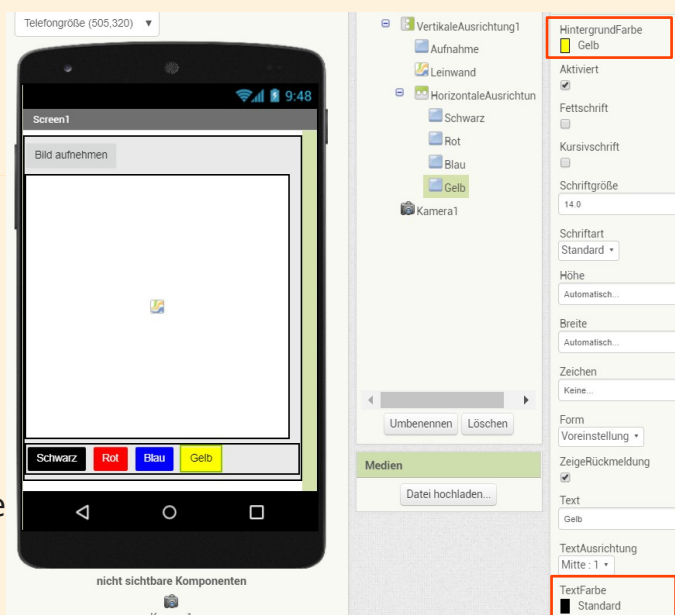 Telefongröße (505,320)
9:48
Screen1
Bild aufnehmen
Schwarz Rot Blau Gelb
nicht sichtbare Komponenten
e
VertikaleAusrichtung1
Aufnahme
Leinwand
HorizontaleAusrichtun
Schwarz
Rot
Blau
Gelb
Kamera1
Umbenennen Löschen
Medien
Datei hochladen...
HintergrundFarbe
Gelb
Aktiviert
Fettschrift
Kursivschrift
Schriftgröße
14.0
Schriftart
Standard
Höhe
Automatisch...
Breite
Automatisch...
Zeichen
Keine...
Form
Voreinstellung
ZeigeRückmeldung
Text
Gelb
TextAusrichtung
Mitte : 1
TextFarbe
Standard